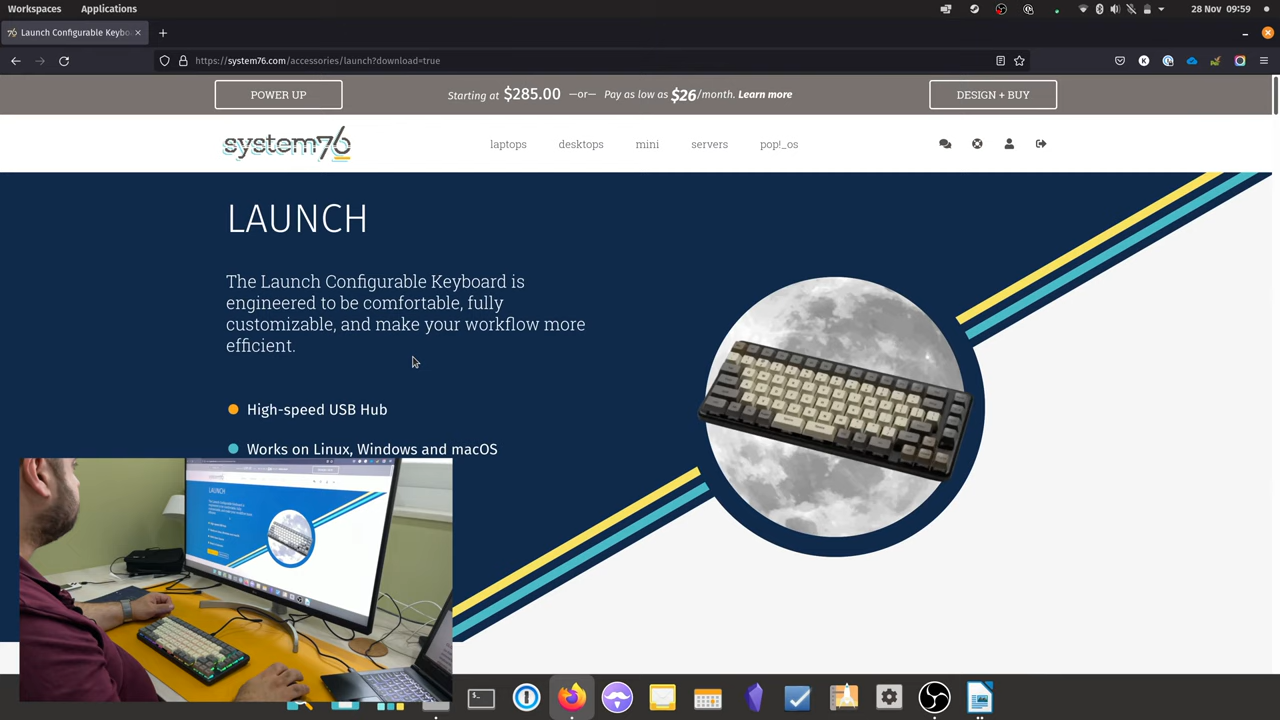 Workspaces Applications 28 Nov 09:59
Launch Configurable Keybo
https://system76.com/accessories/launch?download=true
POWER UP
Starting at $285.00 —or— Pay as low as $26/month. Learn more
DESIGN + BUY
system76
laptops desktops mini servers pop!_os
LAUNCH
The Launch Configurable Keyboard is
engineered to be comfortable, fully
customizable, and make your workflow more
efficient.
High-speed USB Hub
Works on Linux, Windows and macOS
LAUNCH